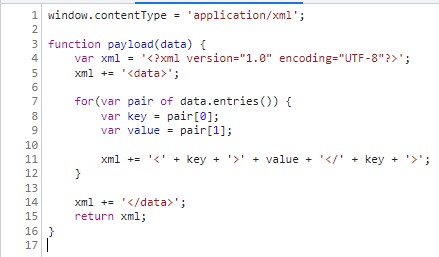 1 window.contentType = 'application/xml';
2
3 function payload(data) {
4     var xml = '<?xml version="1.0" encoding="UTF-8"?>';
5     xml += '<data>';
6
7     for(var pair of data.entries()) {
8         var key = pair[0];
9         var value = pair[1];
10
11         xml += '<' + key + '>' + value + '</' + key + '>';
12     }
13
14     xml += '</data>';
15     return xml;
16 }
17